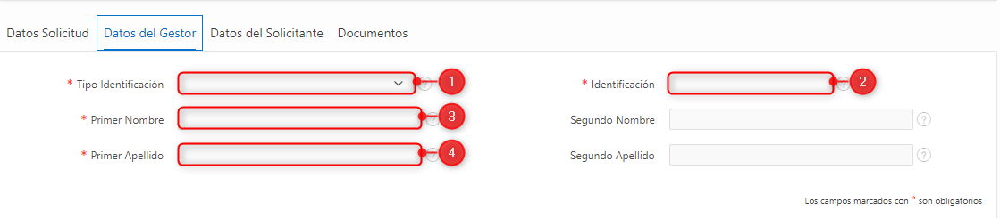 Datos Solicitud Datos del Gestor Datos del Solicitante Documentos
* Tipo Identificación 1 * Identificación ? 2
* Primer Nombre 3 Segundo Nombre ?
* Primer Apellido ? 4 Segundo Apellido ?
Los campos marcados con * son obligatorios